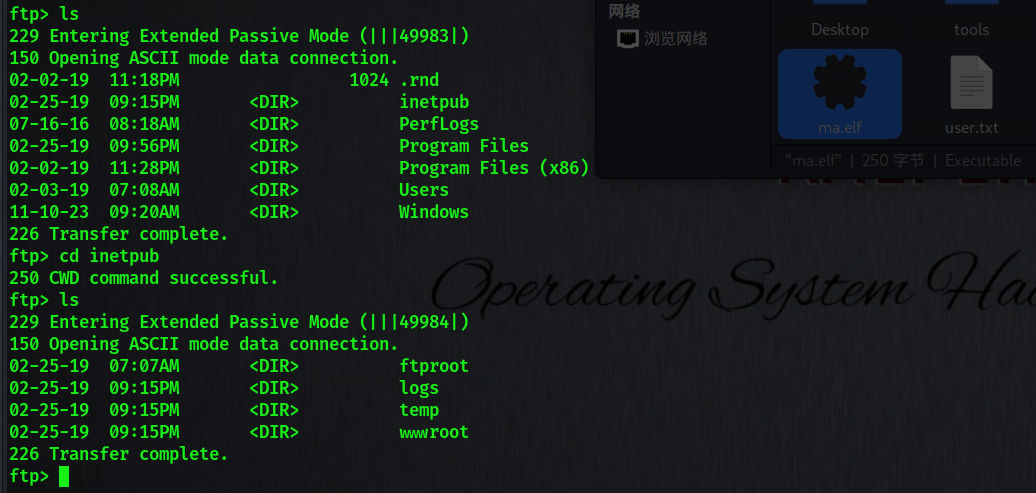 ftp> ls
229 Entering Extended Passive Mode (|||49983|)
150 Opening ASCII mode data connection.
02-02-19  11:18PM                 1024 .rnd
02-25-19  09:15PM       <DIR>          inetpub
07-16-16  08:18AM       <DIR>          PerfLogs
02-25-19  09:56PM       <DIR>          Program Files
02-02-19  11:28PM       <DIR>          Program Files (x86)
02-03-19  07:08AM       <DIR>          Users
11-10-23  09:20AM       <DIR>          Windows
226 Transfer complete.
ftp> cd inetpub
250 CWD command successful.
ftp> ls
229 Entering Extended Passive Mode (|||49984|)
150 Opening ASCII mode data connection.
02-25-19  07:07AM       <DIR>          ftproot
02-25-19  09:15PM       <DIR>          logs
02-25-19  09:15PM       <DIR>          temp
02-25-19  09:15PM       <DIR>          wwwroot
226 Transfer complete.
ftp>
网络
浏览网络
Desktop
tools
ma.elf
user.txt
"ma.elf" | 250 字节 | Executable
Operating System